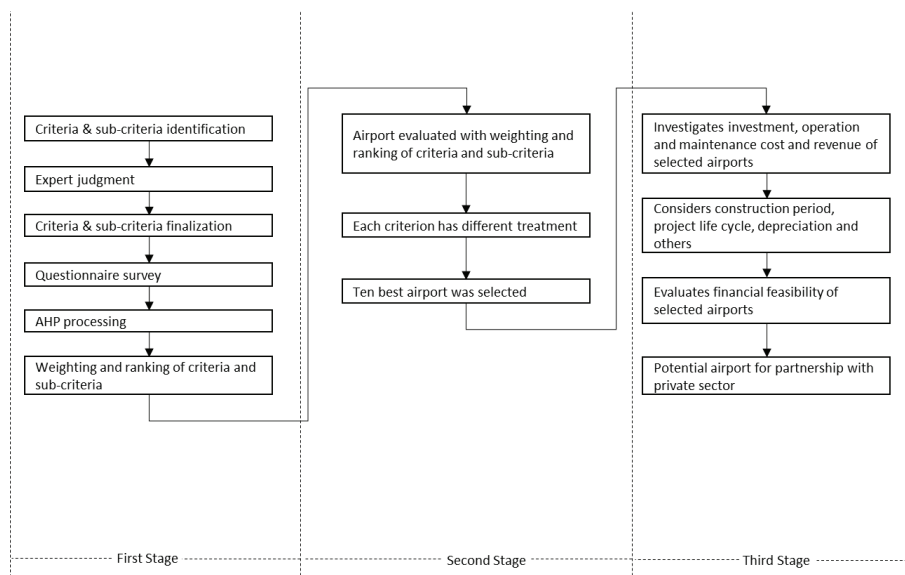 Criteria & sub-criteria identification
Expert judgment
Criteria & sub-criteria finalization
Questionnaire survey
AHP processing
Weighting and ranking of criteria and
sub-criteria
Airport evaluated with weighting and
ranking of criteria and sub-criteria
Each criterion has different treatment
Ten best airport was selected
Investigates investment, operation
and maintenance cost and revenue of
selected airports
Considers construction period,
project life cycle, depreciation and
others
Evaluates financial feasibility of
selected airports
Potential airport for partnership with
private sector
First Stage
Second Stage
Third Stage